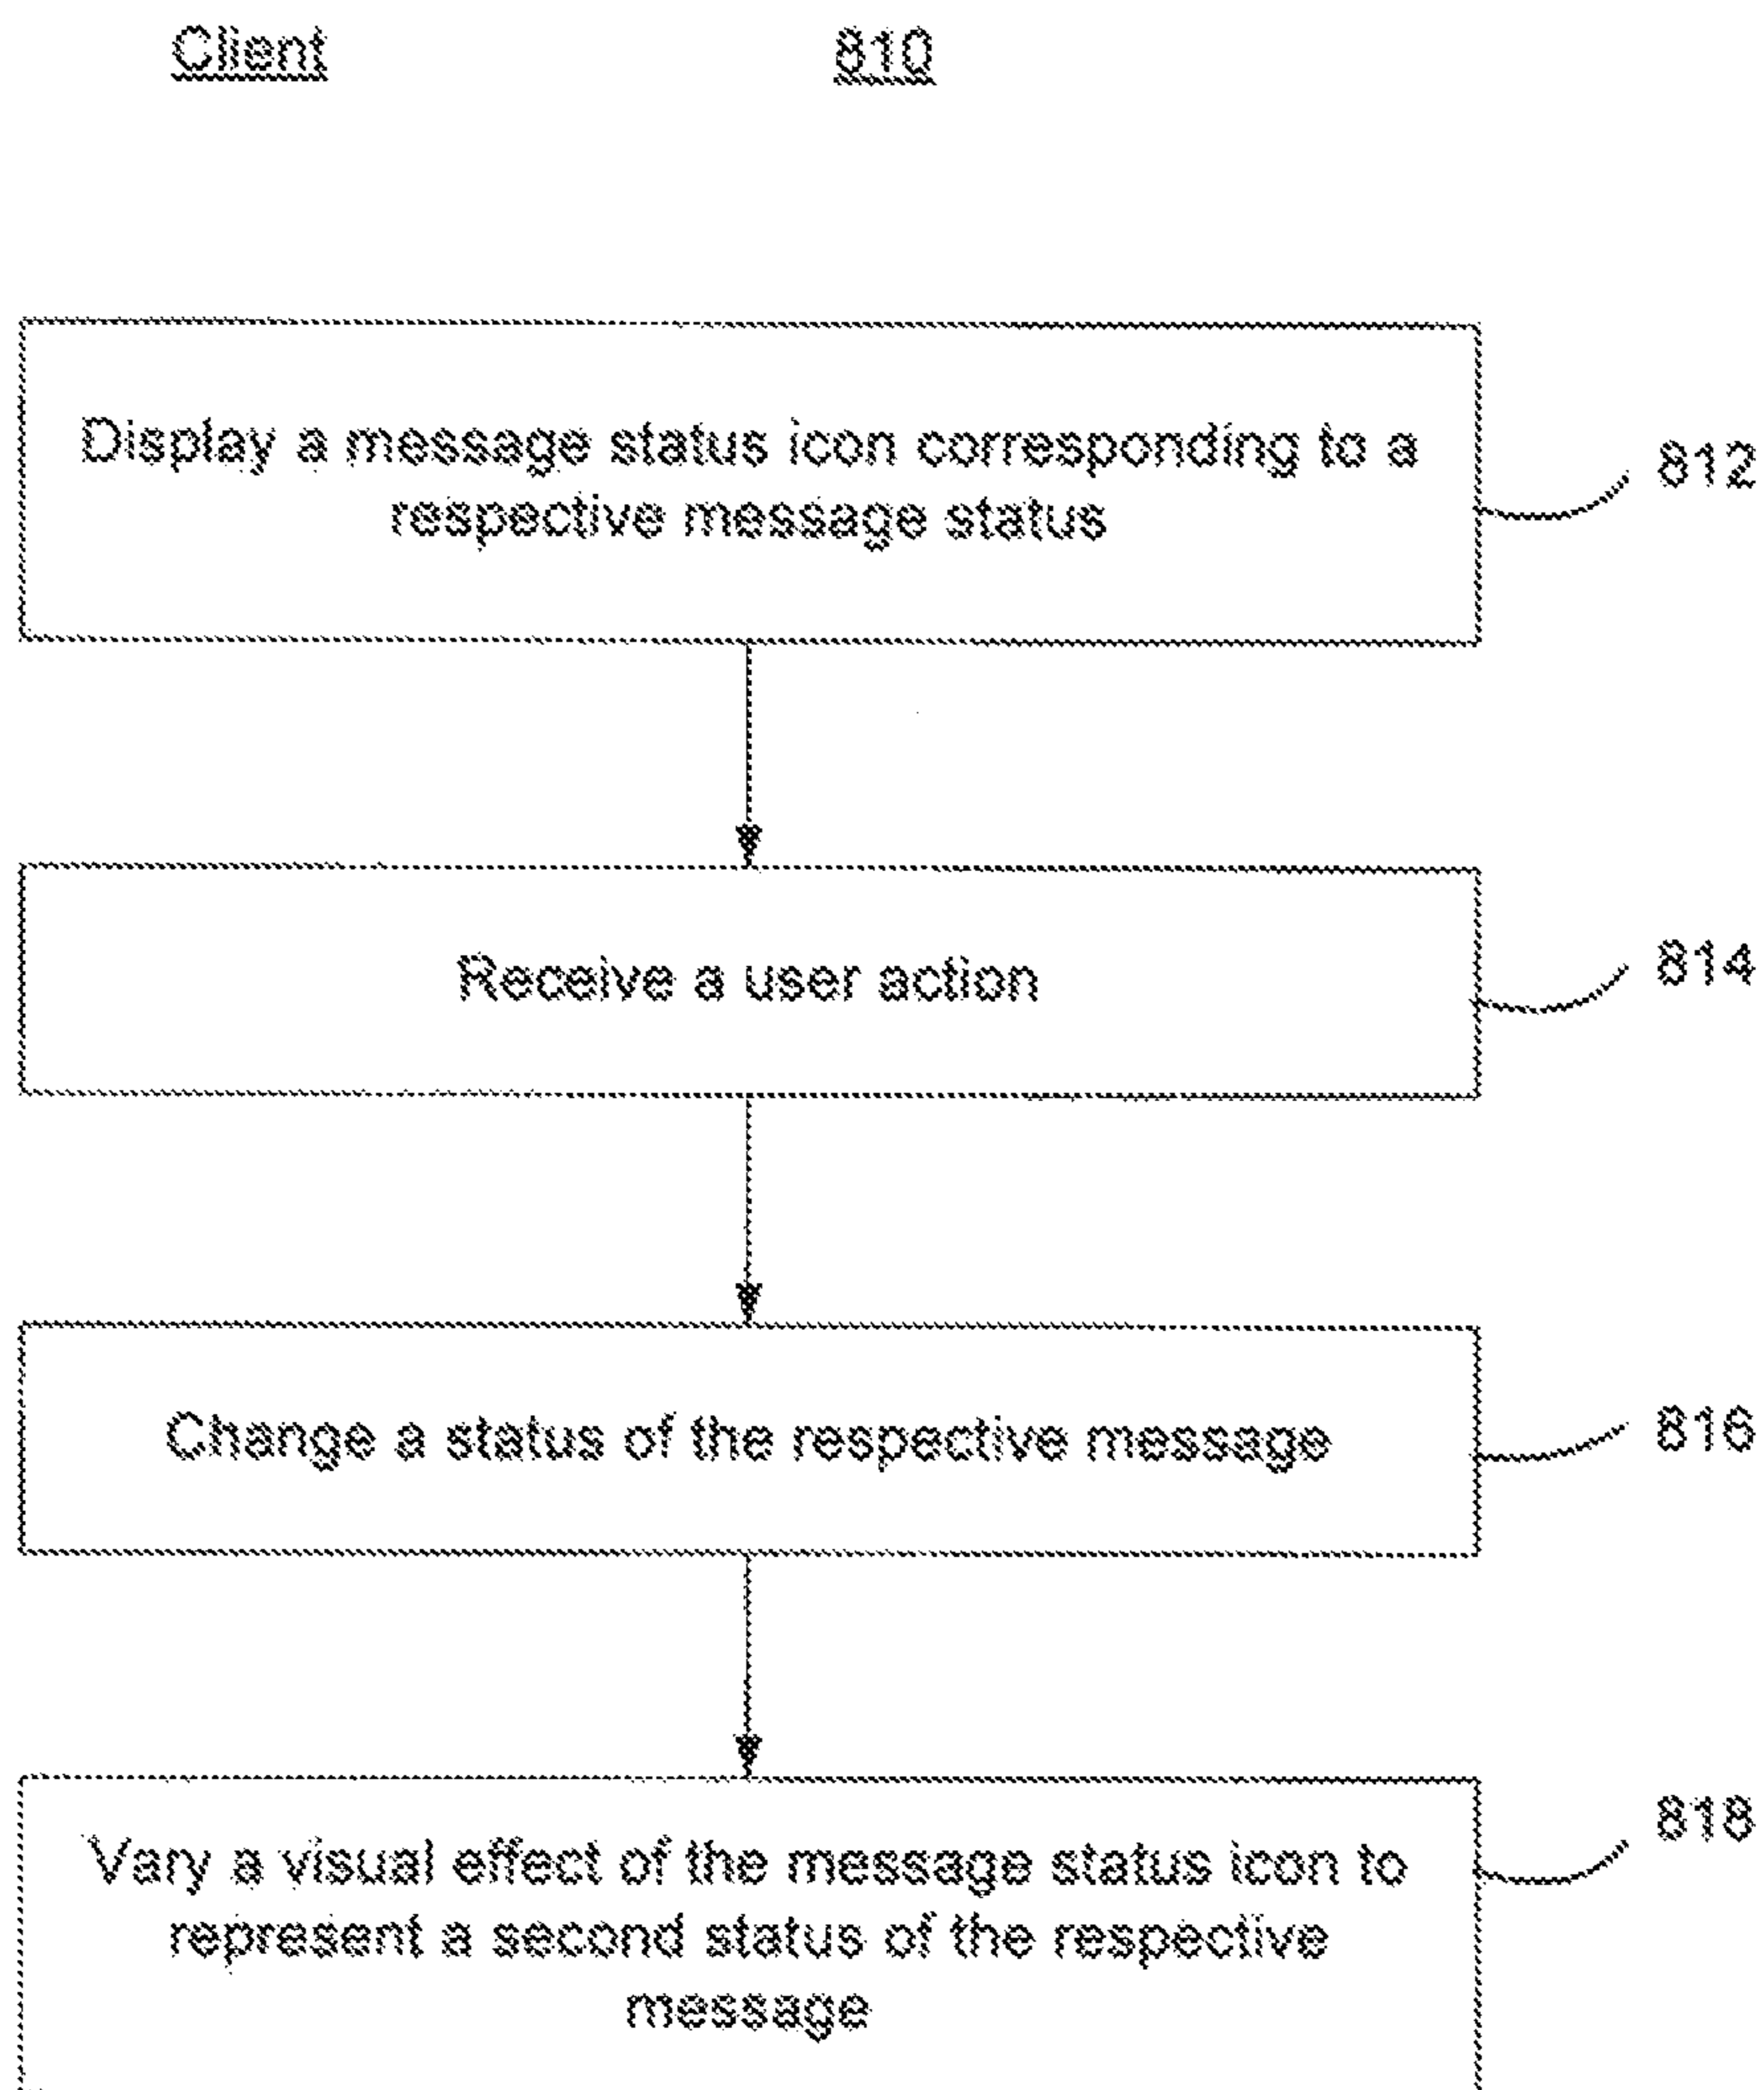 Client 810
Display a message status icon corresponding to a
respective message status
812
Receive a user action
814
Change a status of the respective message
816
Vary a visual effect of the message status icon to
represent a second status of the respective
message
818